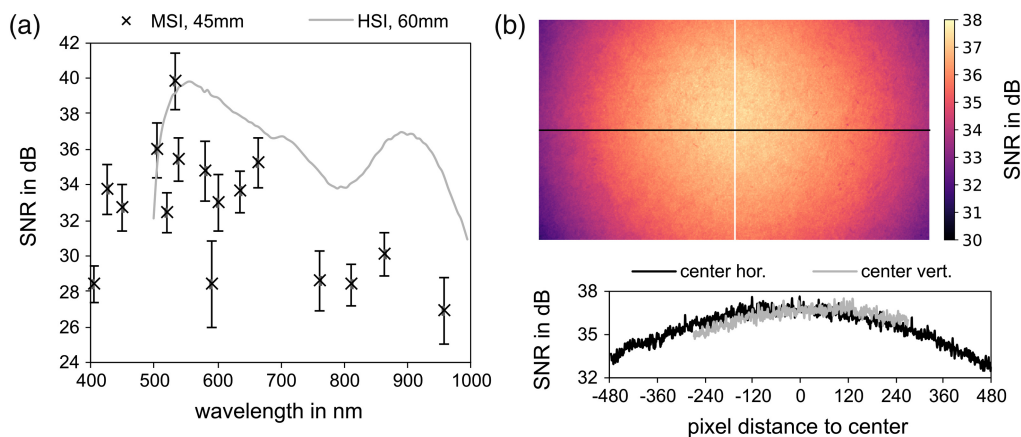 (a)
MSI, 45mm HSI, 60mm
42
40
38
36
34
32
30
28
26
24
SNR in dB
400 500 600 700 800 900 1000
wavelength in nm
(b)
38
37
36
35
34
33
32
31
30
SNR in dB
center hor. center vert.
38
35
32
SNR in dB
-480 -360 -240 -120 0 120 240 360 480
pixel distance to center